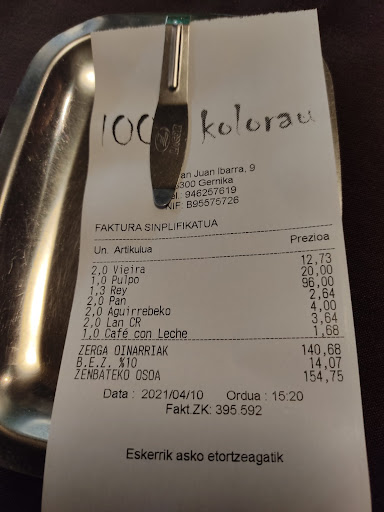 100 kolorau
an Juan Ibarra, 9
300 Gernika
el.: 946257619
NIF: B95575726
FAKTURA SINPLIFIKATUA
Un. Artikulua Prezioa
2,0 Vieira 12,73
1,0 Pulpo 20,00
1,3 Rey 96,00
2,0 Pan 2,64
2,0 Aguirrebeko 4,00
2,0 Lan CR 3,64
1,0 Café con Leche 1,68
ZERGA OINARRIAK 140,68
B.E.Z. %10 14,07
ZENBATEKO OSOA 154,75
Data : 2021/04/10 Ordua : 15:20
Fakt.ZK: 395.592
Eskerrik asko etortzeagatik